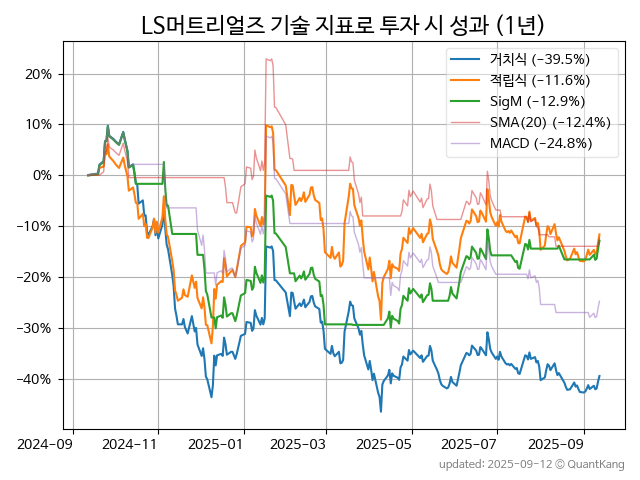 LS머트리얼즈 기술 지표로 투자 시 성과 (1년)
거치식 (−39.5%)
적립식 (−11.6%)
SigM (−12.9%)
SMA(20) (−12.4%)
MACD (−24.8%)
20%
10%
0%
−10%
−20%
−30%
−40%
2024-09 2024-11 2025-01 2025-03 2025-05 2025-07 2025-09
updated: 2025-09-12 © QuantKang